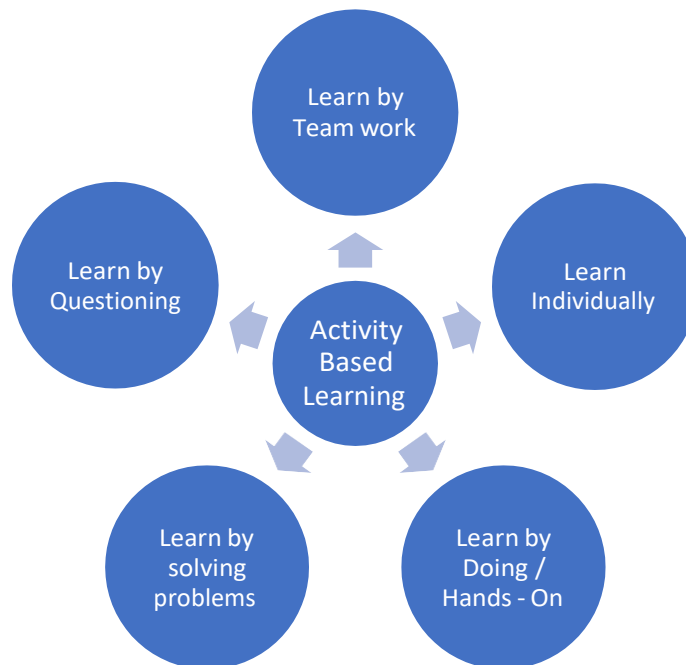 Learn by
Team work
Learn by
Questioning
Learn
Individually
Activity
Based
Learning
Learn by
solving
problems
Learn by
Doing /
Hands - On